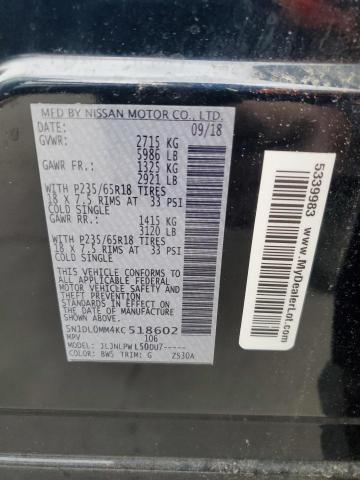 MFD BY NISSAN MOTOR CO., LTD.
DATE: 09/18
GVWR: 2715 KG
5986 LB
GAWR FR.: 1325 KG
2921 LB
WITH P235/65R18 TIRES
18 X 7.5 RIMS AT 33 PSI
COLD SINGLE
GAWR RR.: 1415 KG
3120 LB
WITH P235/65R18 TIRES
18 X 7.5 RIMS AT 33 PSI
COLD SINGLE
THIS VEHICLE CONFORMS
TO ALL APPLICABLE FEDERAL
MOTOR VEHICLE SAFETY
STANDARDS IN EFFECT ON THE
DATE OF MANUFACTURE SHOWN
ABOVE.
5N1DL0MM4KC518602
MPV 106
MODEL: JLJNLPWL50DU7-----
COLOR: BW5 TRIM: G ZS30A
5339983
www.MyDealerLot.com